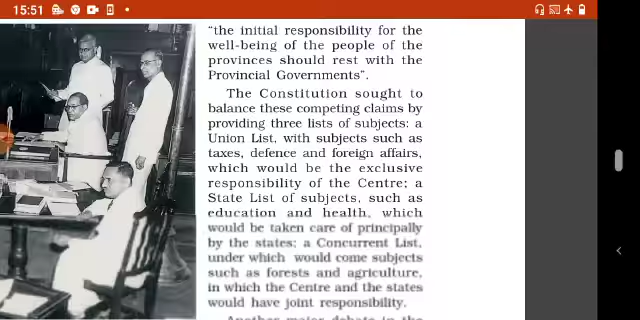 15:51
“the initial responsibility for the
well-being of the people of the
provinces should rest with the
Provincial Governments”.
The Constitution sought to
balance these competing claims by
providing three lists of subjects: a
Union List, with subjects such as
taxes, defence and foreign affairs,
which would be the exclusive
responsibility of the Centre; a
State List of subjects, such as
education and health, which
would be taken care of principally
by the states; a Concurrent List,
under which would come subjects
such as forests and agriculture,
in which the Centre and the states
would have joint responsibility.
Another major debate in the